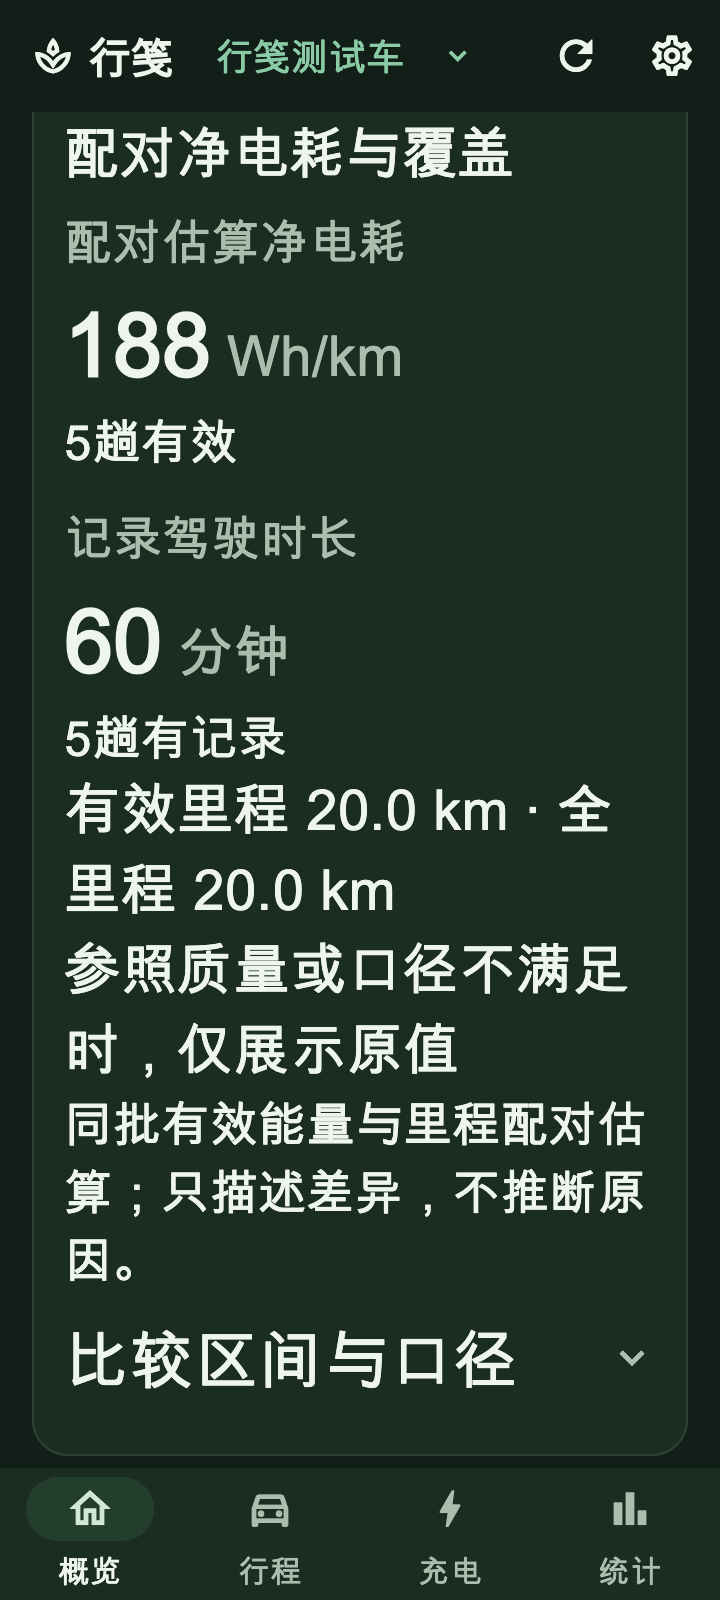 行笺 行笺测试车
配对净电耗与覆盖
配对估算净电耗
188 Wh/km
5趟有效
记录驾驶时长
60 分钟
5趟有记录
有效里程 20.0 km · 全
里程 20.0 km
参照质量或口径不满足
时，仅展示原值
同批有效能量与里程配对估
算；只描述差异，不推断原
因。
比较区间与口径
概览 行程 充电 统计